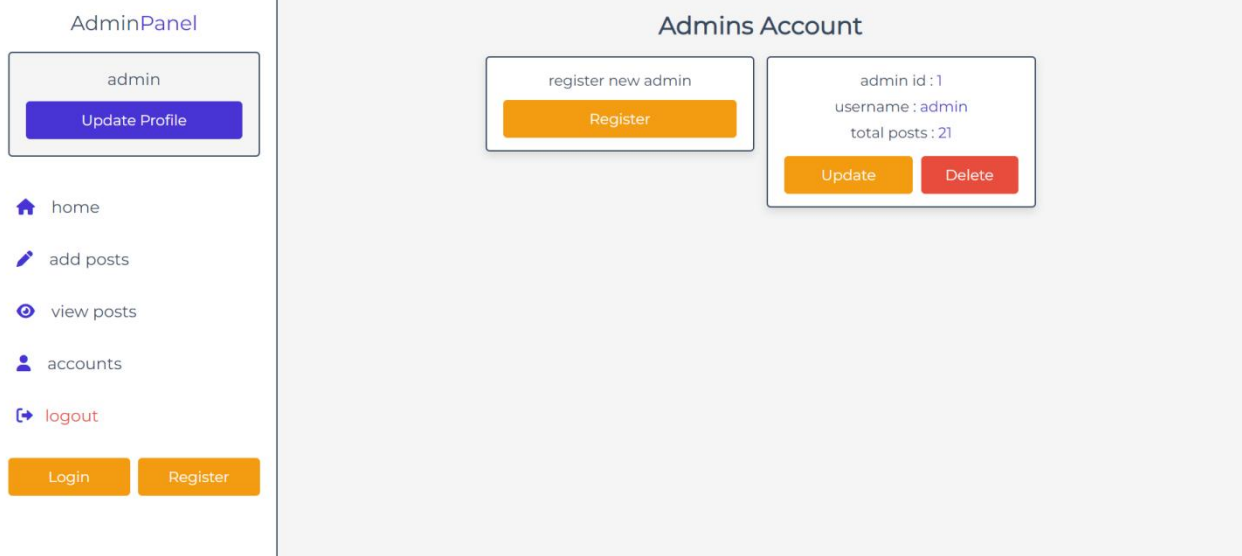 AdminPanel
admin
Update Profile
home
add posts
view posts
accounts
logout
Login
Register
Admins Account
register new admin
Register
admin id : 1
username : admin
total posts : 21
Update
Delete